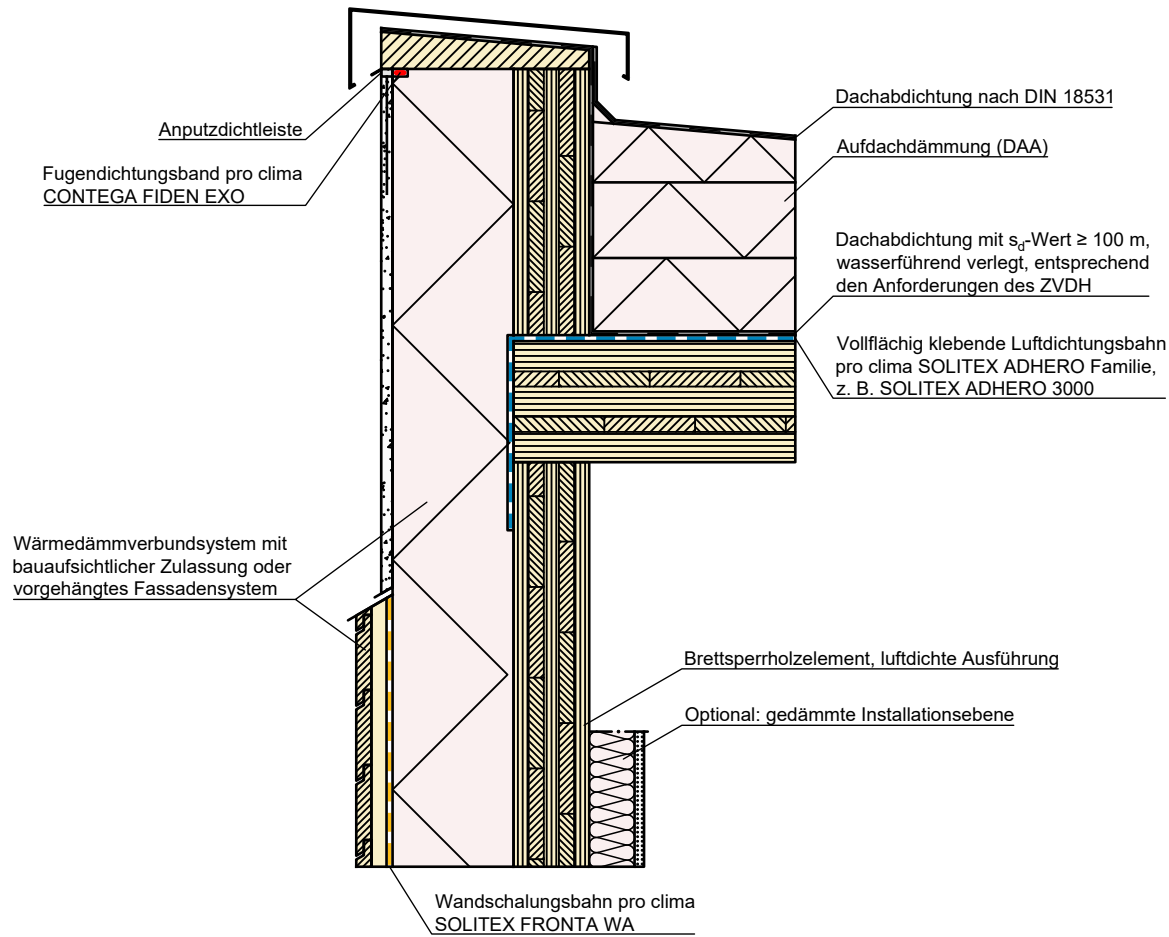 Anputzdichtleiste
Fugendichtungsband pro clima
CONTEGA FIDEN EXO
Dachabdichtung nach DIN 18531
Aufdachdämmung (DAA)
Dachabdichtung mit sd-Wert ≥ 100 m,
wasserführend verlegt, entsprechend
den Anforderungen des ZVDH
Vollflächig klebende Luftdichtungsbahn
pro clima SOLITEX ADHERO Familie,
z. B. SOLITEX ADHERO 3000
Wärmedämmverbundsystem mit
bauaufsichtlicher Zulassung oder
vorgehängtes Fassadensystem
Brettsperrholzelement, luftdichte Ausführung
Optional: gedämmte Installationsebene
Wandschalungsbahn pro clima
SOLITEX FRONTA WA